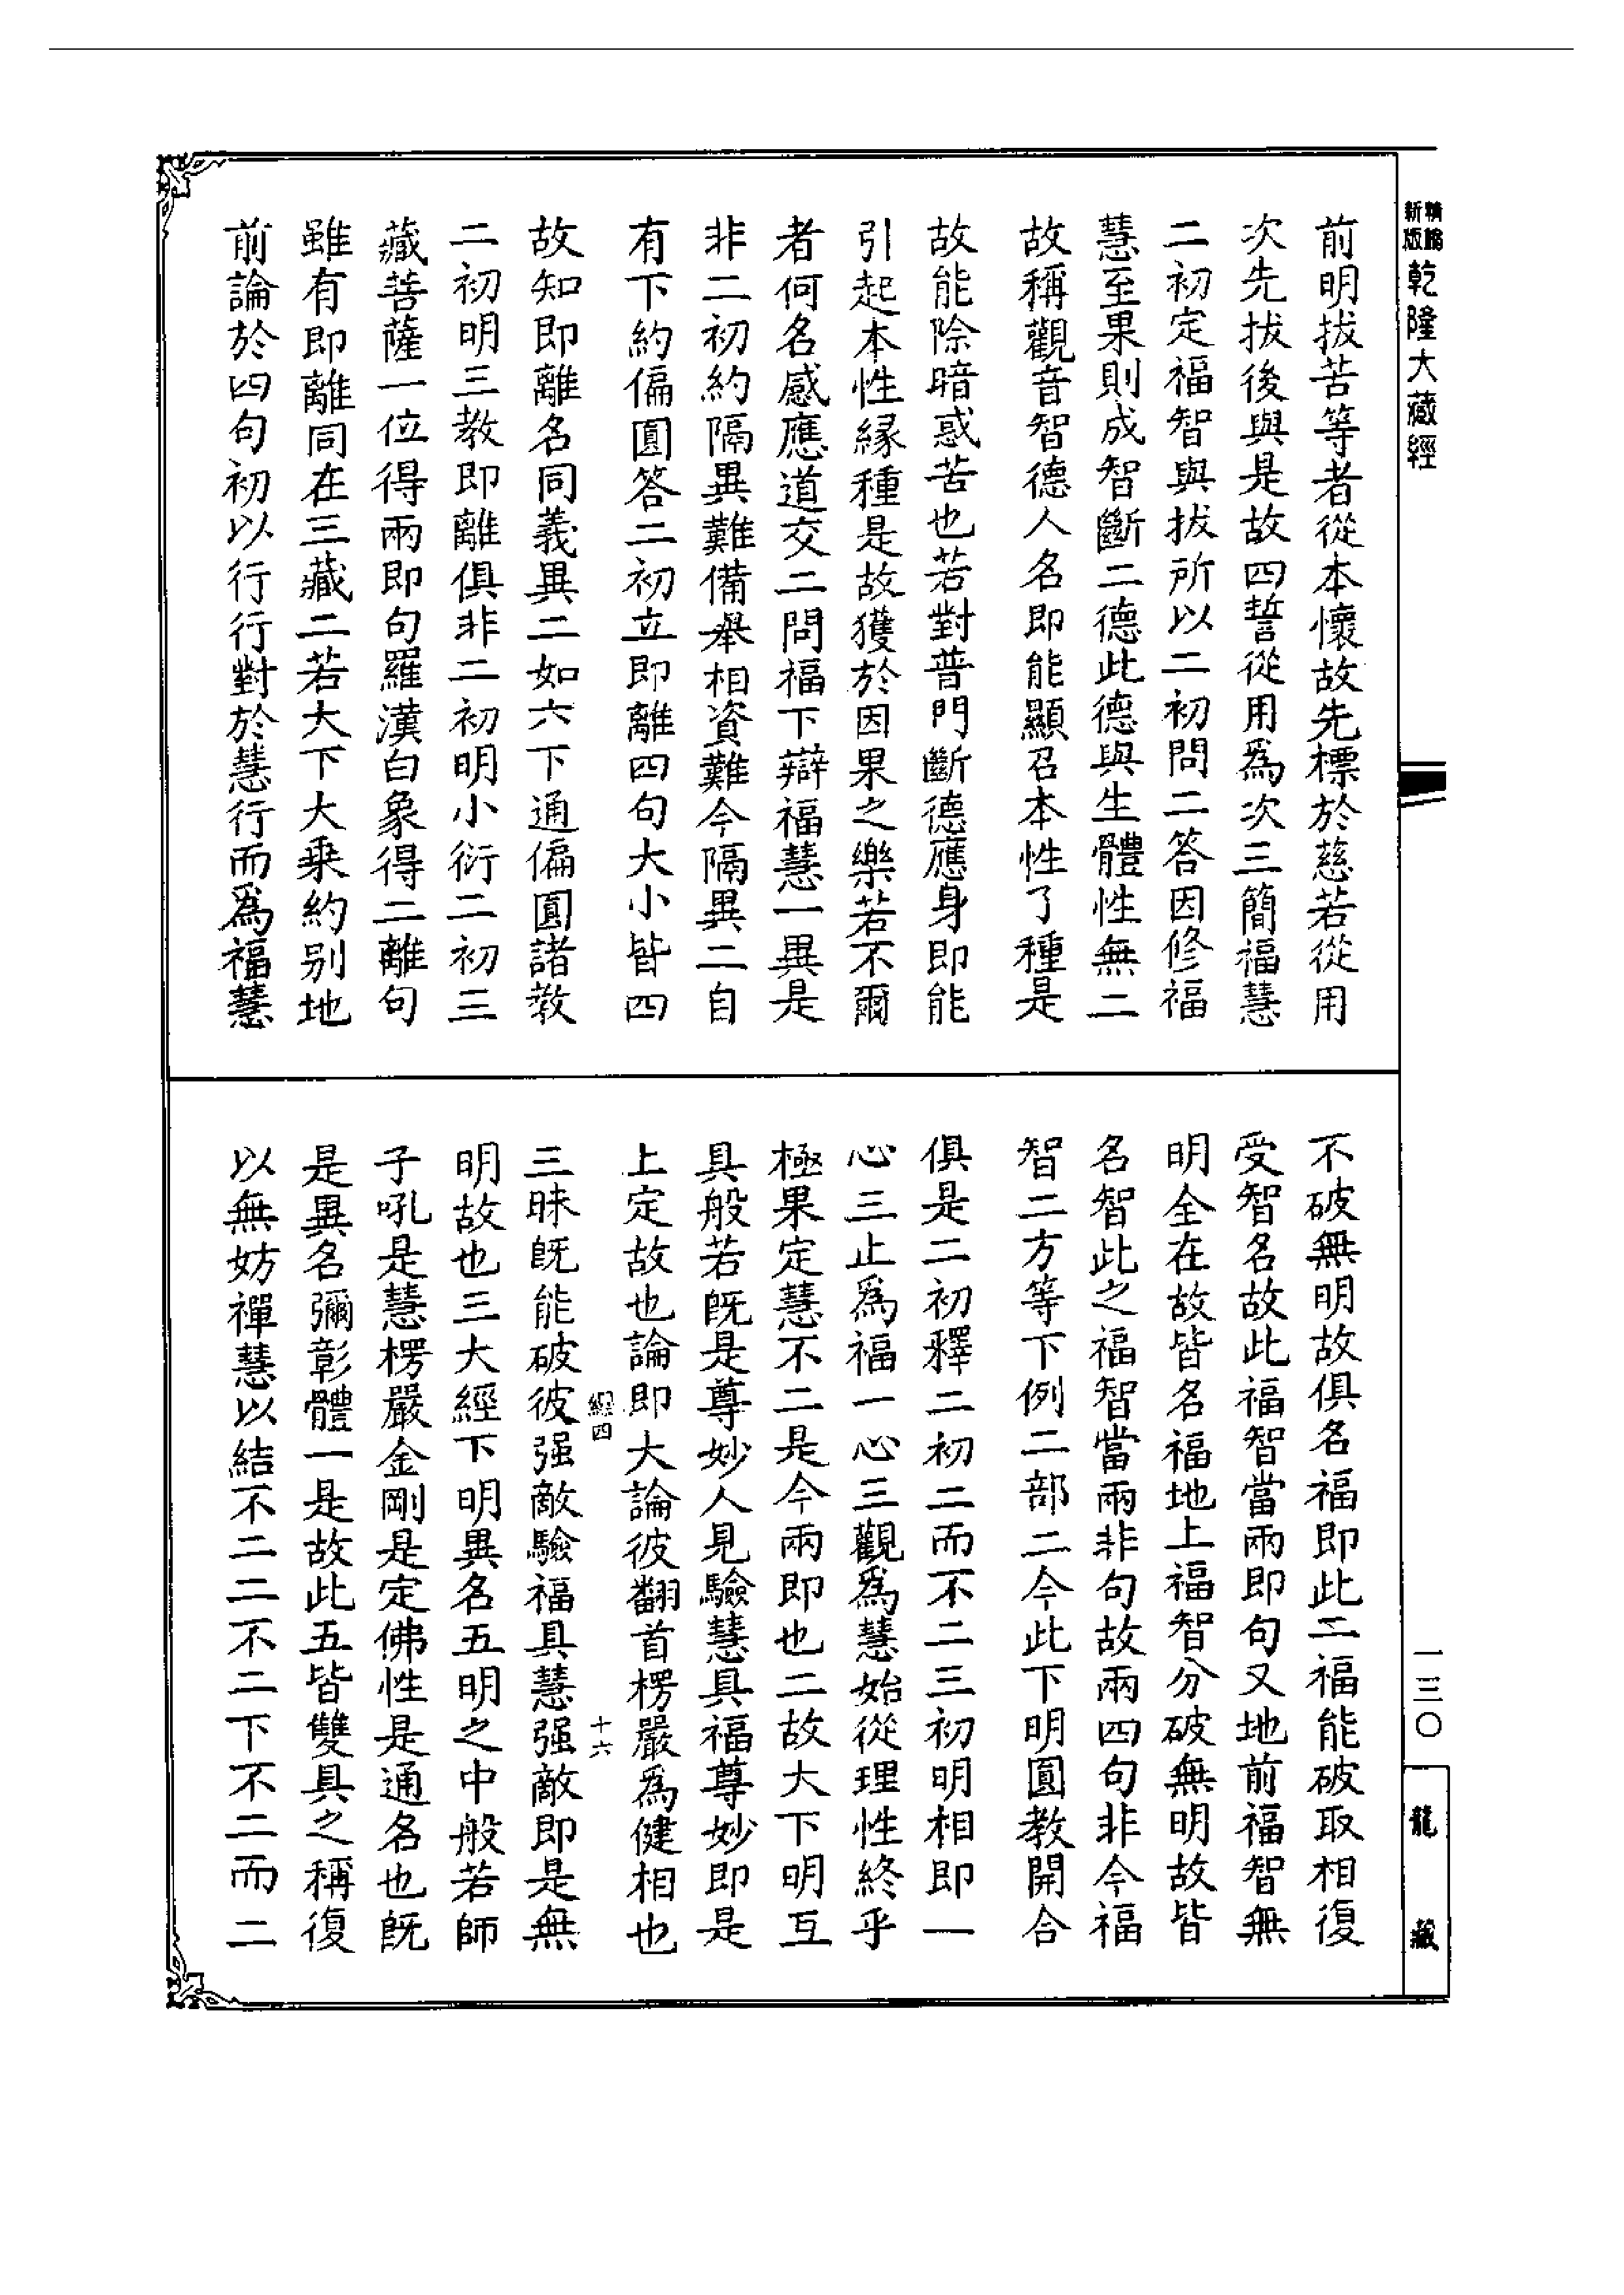 新編
新版
乾隆大藏經
前明拔苦等者從本懷故先標於慈若從用
次先拔後與是故四誓從用爲次三簡福慧
二初定福智與拔所以二初問二答因修福
慧至果則成智斷二德此德與生體性無二
故稱觀音智德人名即能顯召本性了種是
故能除暗惑苦也若對普門斷德應身即能
引起本性緣種是故獲於因果之樂若不爾
者何名感應道交二問福下辯福慧一異是
非二初約隔異難備舉相資難今隔異二自
有下約偏圓答二初立即離四句大小皆四
故知即離名同義異二如六下通偏圓諸教
二初明三教即離俱非二初明小衍二初三
藏菩薩一位得兩即句羅漢白象得二離句
雖有即離同在三藏二若大下大乘約別地
前論於四句初以行行對於慧行而爲福慧
不破無明故俱名福即此二福能破取相復
受智名故此福智當兩即句又地前福智無
明全在故皆名福地上福智分破無明故皆
名智此之福智當兩非句故兩四句非今福
智二方等下例二部二今此下明圓教開合
俱是二初釋二初二而不二三初明相即一
心三止爲福一心三觀爲慧始從理性終乎
極果定慧不二是今兩即也二故大下明互
具般若既是尊妙人見驗慧具福尊妙即是
上定故也論即大論彼翻首楞嚴爲健相也
四
十六
三昧既能破彼强敵驗福具慧强敵即是無
明故也三大經下明異名五明之中般若師
子吼是慧楞嚴金剛是定佛性是通名也既
是異名彌彰體一是故此五皆雙具之稱復
以無妨禪慧以結不二二不二下不二而二
一三〇
龍
藏